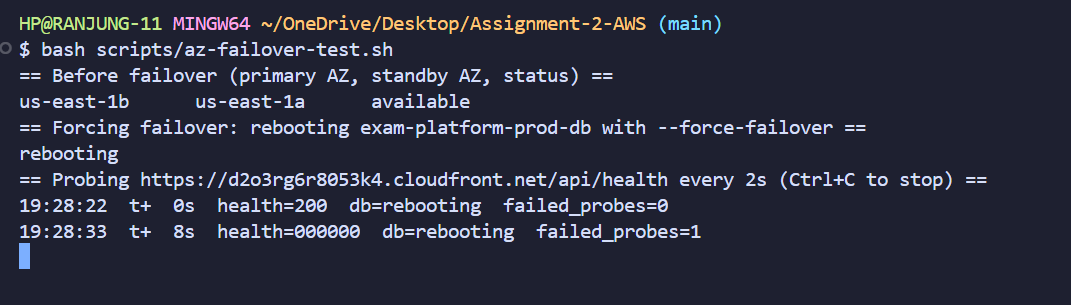 HP@RANJUNG-11 MINGW64 ~/OneDrive/Desktop/Assignment-2-AWS (main)
$ bash scripts/az-failover-test.sh
== Before failover (primary AZ, standby AZ, status) ==
us-east-1b      us-east-1a      available
== Forcing failover: rebooting exam-platform-prod-db with --force-failover ==
rebooting
== Probing https://d2o3rg6r8053k4.cloudfront.net/api/health every 2s (Ctrl+C to stop) ==
19:28:22  t+  0s  health=200  db=rebooting  failed_probes=0
19:28:33  t+  8s  health=000000  db=rebooting  failed_probes=1